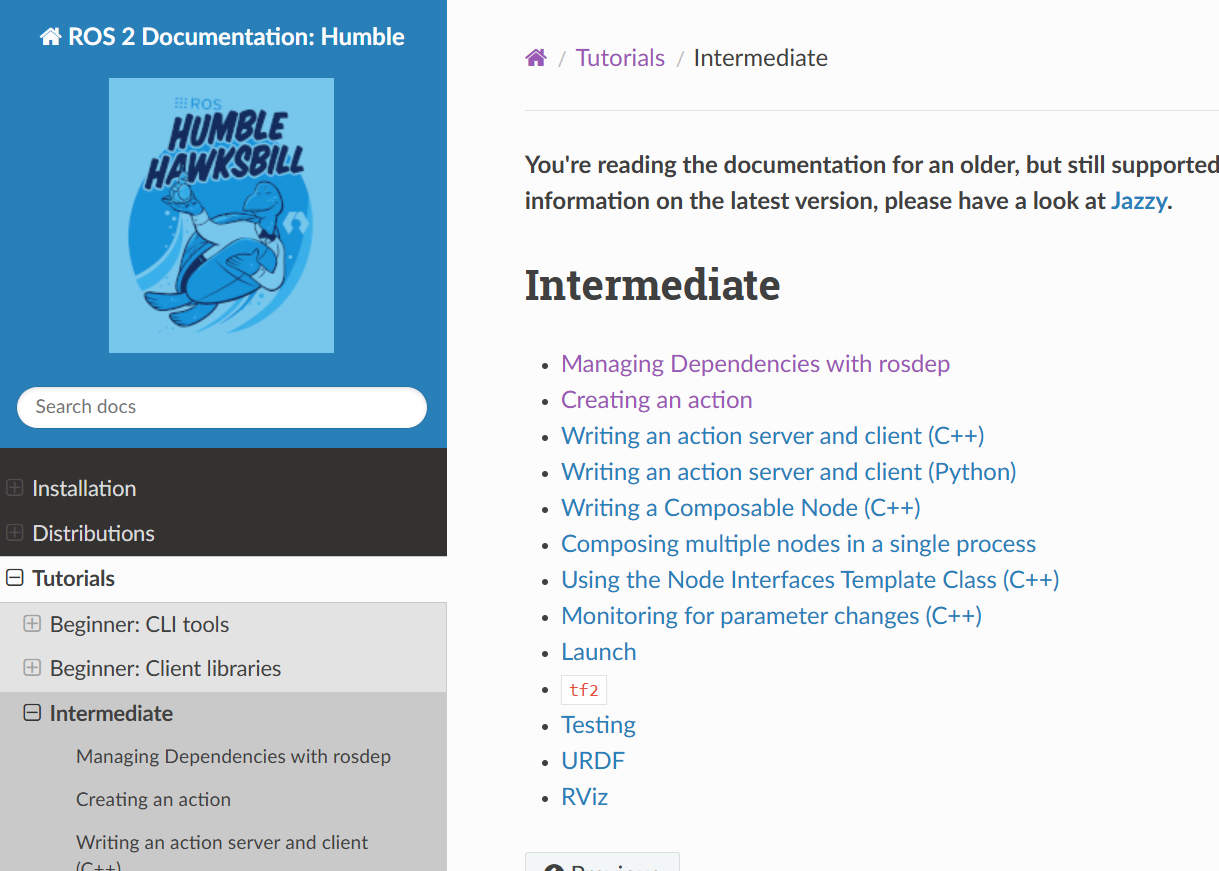 ROS 2 Documentation: Humble
ROS
HUMBLE
HAWKSBILL
Search docs
Installation
Distributions
Tutorials
Beginner: CLI tools
Beginner: Client libraries
Intermediate
Managing Dependencies with rosdep
Creating an action
Writing an action server and client
(C++)
/ Tutorials / Intermediate
You're reading the documentation for an older, but still supported
information on the latest version, please have a look at Jazzy.
Intermediate
• Managing Dependencies with rosdep
• Creating an action
• Writing an action server and client (C++)
• Writing an action server and client (Python)
• Writing a Composable Node (C++)
• Composing multiple nodes in a single process
• Using the Node Interfaces Template Class (C++)
• Monitoring for parameter changes (C++)
• Launch
• tf2
• Testing
• URDF
• RViz
Previous